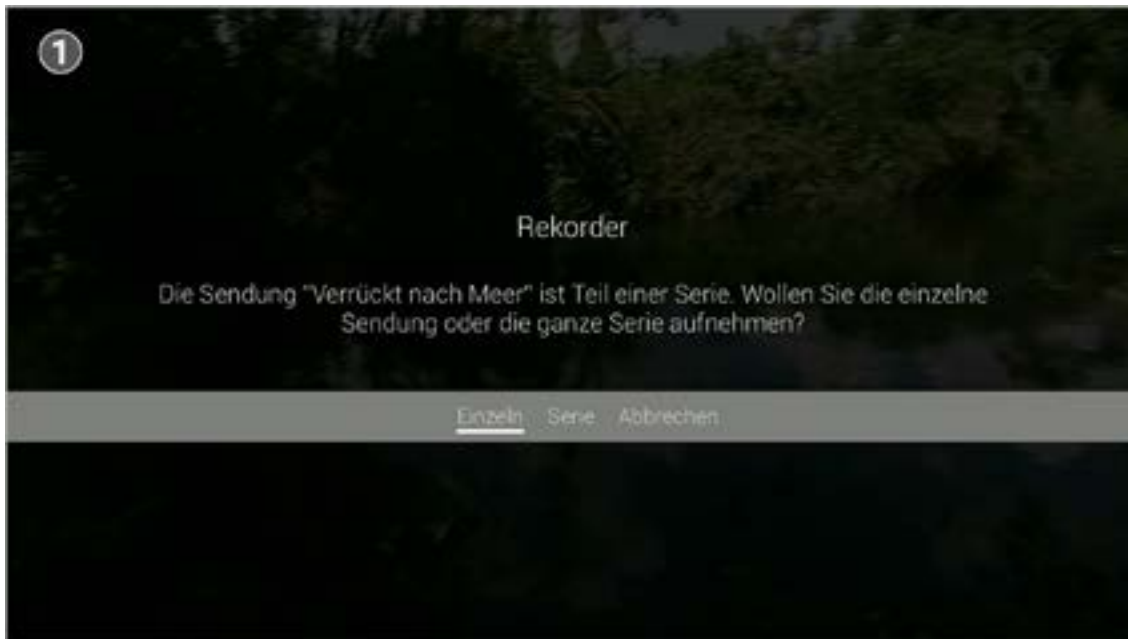 1
Rekorder
Die Sendung "Verrückt nach Meer" ist Teil einer Serie. Wollen Sie die einzelne
Sendung oder die ganze Serie aufnehmen?
Einzeln Serie Abbrechen